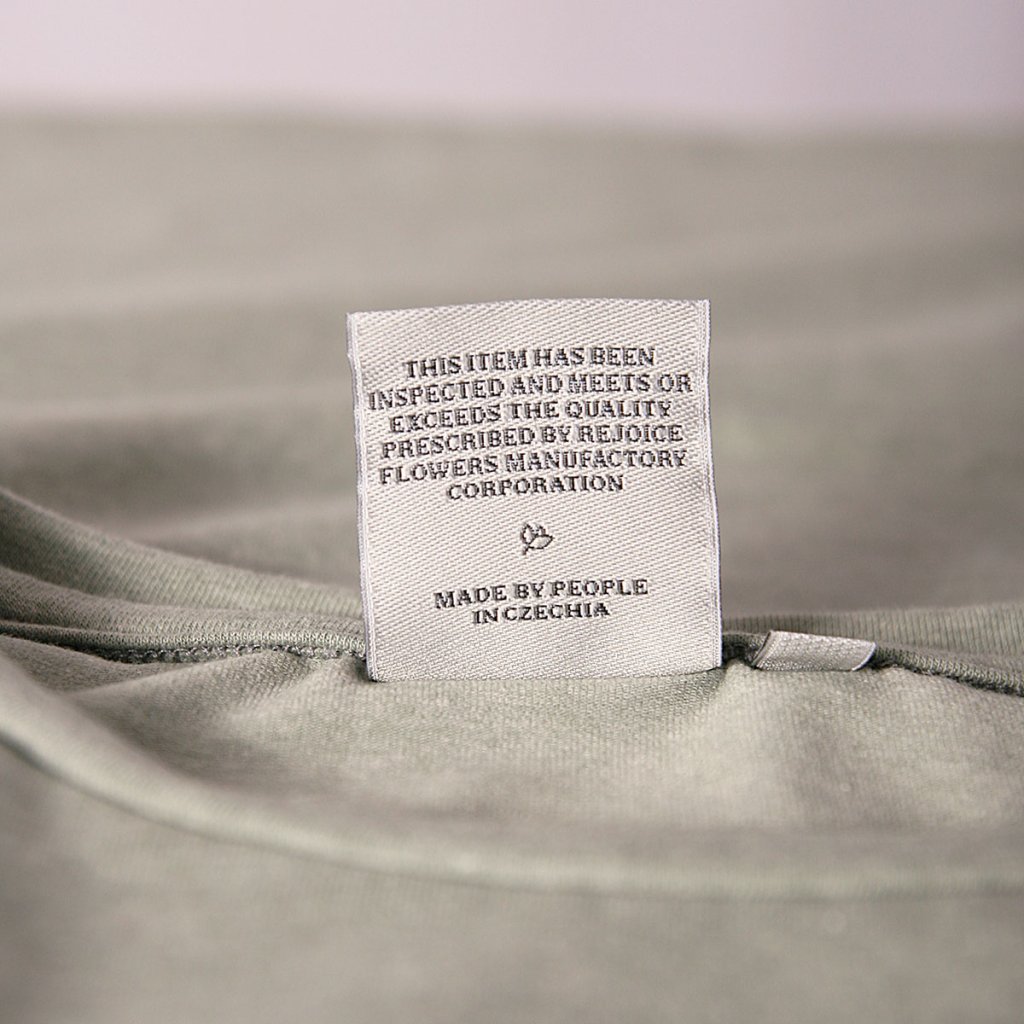 THIS ITEM HAS BEEN
INSPECTED AND MEETS OR
EXCEEDS THE QUALITY
PRESCRIBED BY REJOICE
FLOWERS MANUFACTORY
CORPORATION
MADE BY PEOPLE
IN CZECHIA